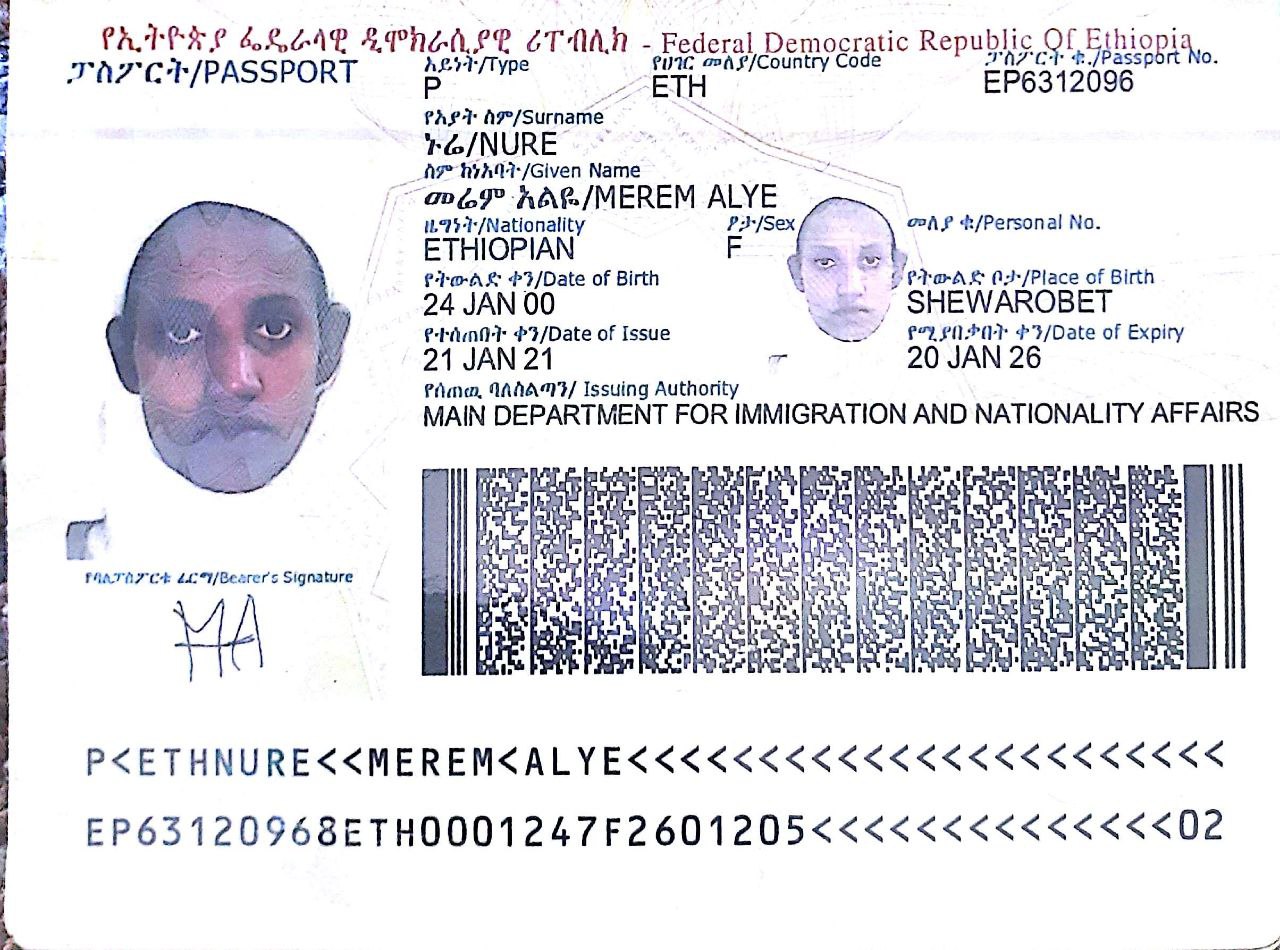 የኢትዮጵያ ፌዴራላዊ ዲሞክራሲያዊ ሪፐብሊክ - Federal Democratic Republic Of Ethiopia
ፓስፖርት/PASSPORT
አይነት/Type
P
የሀገር መለያ/Country Code
ETH
ፓስፖርት ቁ./Passport No.
EP6312096
የአያት ስም/Surname
ኑሬ/NURE
ስም ከነአባት/Given Name
መሬም አልዬ/MEREM ALYE
ዜግነት/Nationality
ETHIOPIAN
ፆታ/Sex
F
መለያ ቁ/Personal No.
የትውልድ ቀን/Date of Birth
24 JAN 00
የትውልድ ቦታ/Place of Birth
SHEWAROBET
የተሰጠበት ቀን/Date of Issue
21 JAN 21
የሚያበቃበት ቀን/Date of Expiry
20 JAN 26
የሰጠዉ ባለስልጣን/ Issuing Authority
MAIN DEPARTMENT FOR IMMIGRATION AND NATIONALITY AFFAIRS
የባለፓስፖርቱ ፊርማ/Bearer's Signature
MA
P<ETHNURE<<MEREM<ALYE<<<<<<<<<<<<<<<<<<<<<<<
EP63120968ETH0001247F2601205<<<<<<<<<<<<<<02